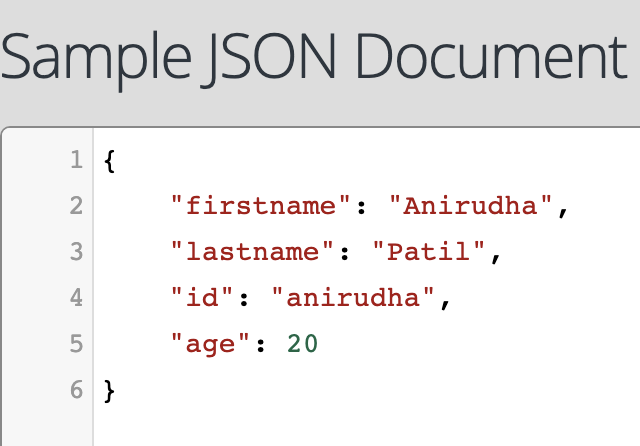 Sample JSON Document
1 {
2     "firstname": "Anirudha",
3     "lastname": "Patil",
4     "id": "anirudha",
5     "age": 20
6 }